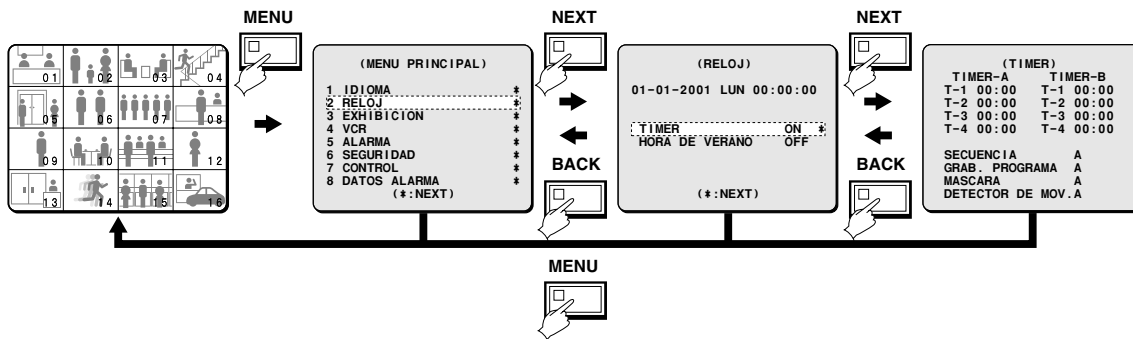 MENU
NEXT
NEXT
01 02 03 04
05 06 07 08
09 10 11 12
13 14 15 16
(MENU PRINCIPAL)
1 IDIOMA *
2 RELOJ *
3 EXHIBICION *
4 VCR *
5 ALARMA *
6 SEGURIDAD *
7 CONTROL *
8 DATOS ALARMA *
(*:NEXT)
BACK
(RELOJ)
01-01-2001 LUN 00:00:00
TIMER ON *
HORA DE VERANO OFF
(*:NEXT)
BACK
(TIMER)
TIMER-A TIMER-B
T-1 00:00 T-1 00:00
T-2 00:00 T-2 00:00
T-3 00:00 T-3 00:00
T-4 00:00 T-4 00:00
SECUENCIA A
GRAB. PROGRAMA A
MASCARA A
DETECTOR DE MOV.A
MENU